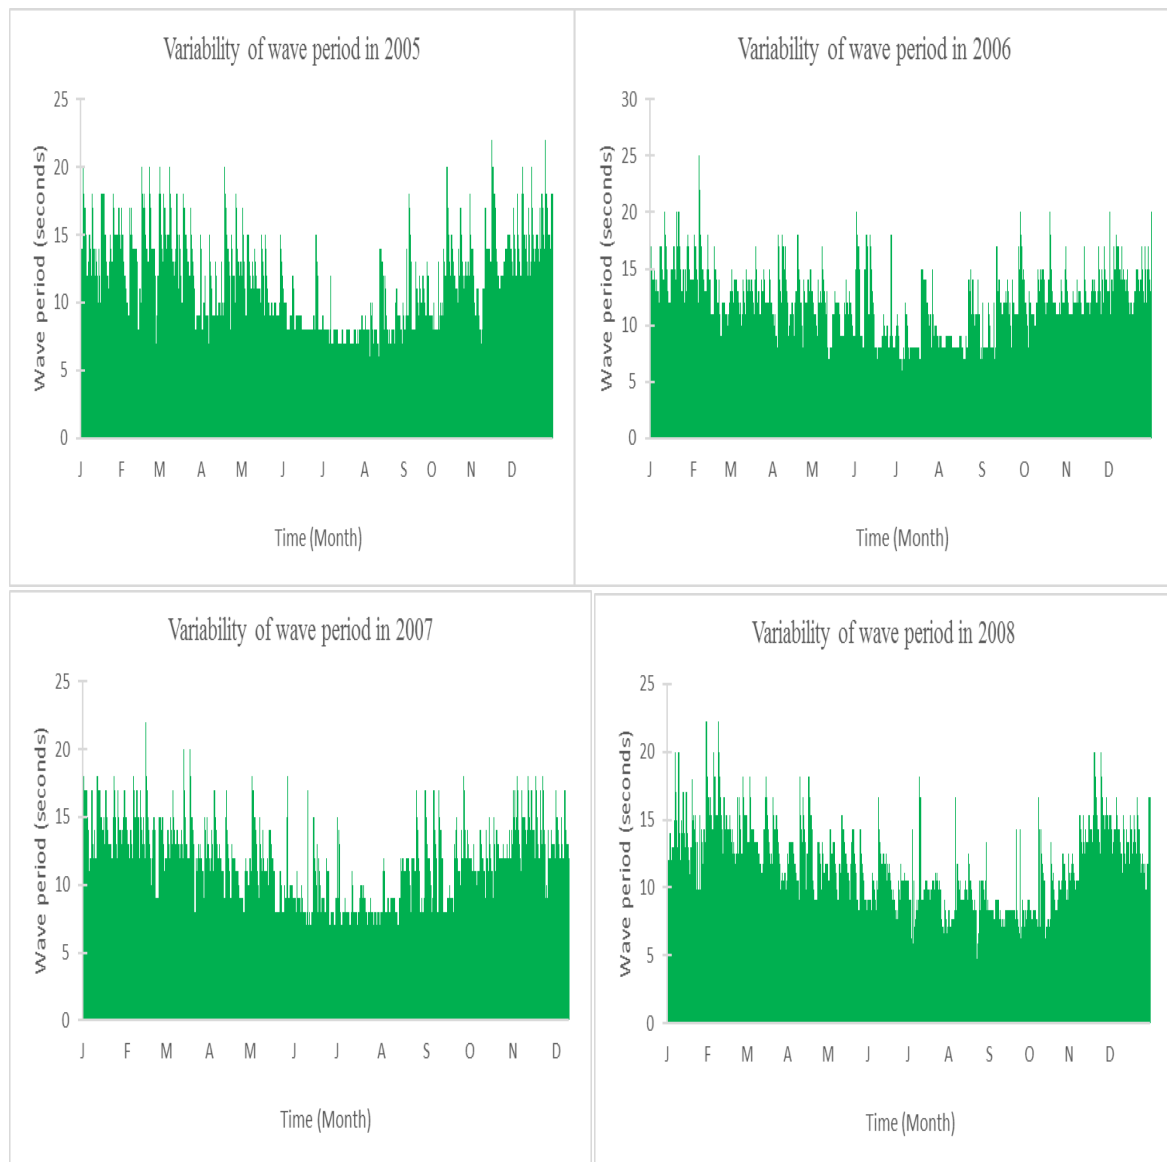 Variability of wave period in 2005
Wave period (seconds)
25
20
15
10
5
0
J F M A M J J A S O N D
Time (Month)
Variability of wave period in 2006
Wave period (seconds)
30
25
20
15
10
5
0
J F M A M J J A S O N D
Time (Month)
Variability of wave period in 2007
Wave period (seconds)
25
20
15
10
5
0
J F M A M J J A S O N D
Time (Month)
Variability of wave period in 2008
Wave period (seconds)
25
20
15
10
5
0
J F M A M J J A S O N D
Time (Month)